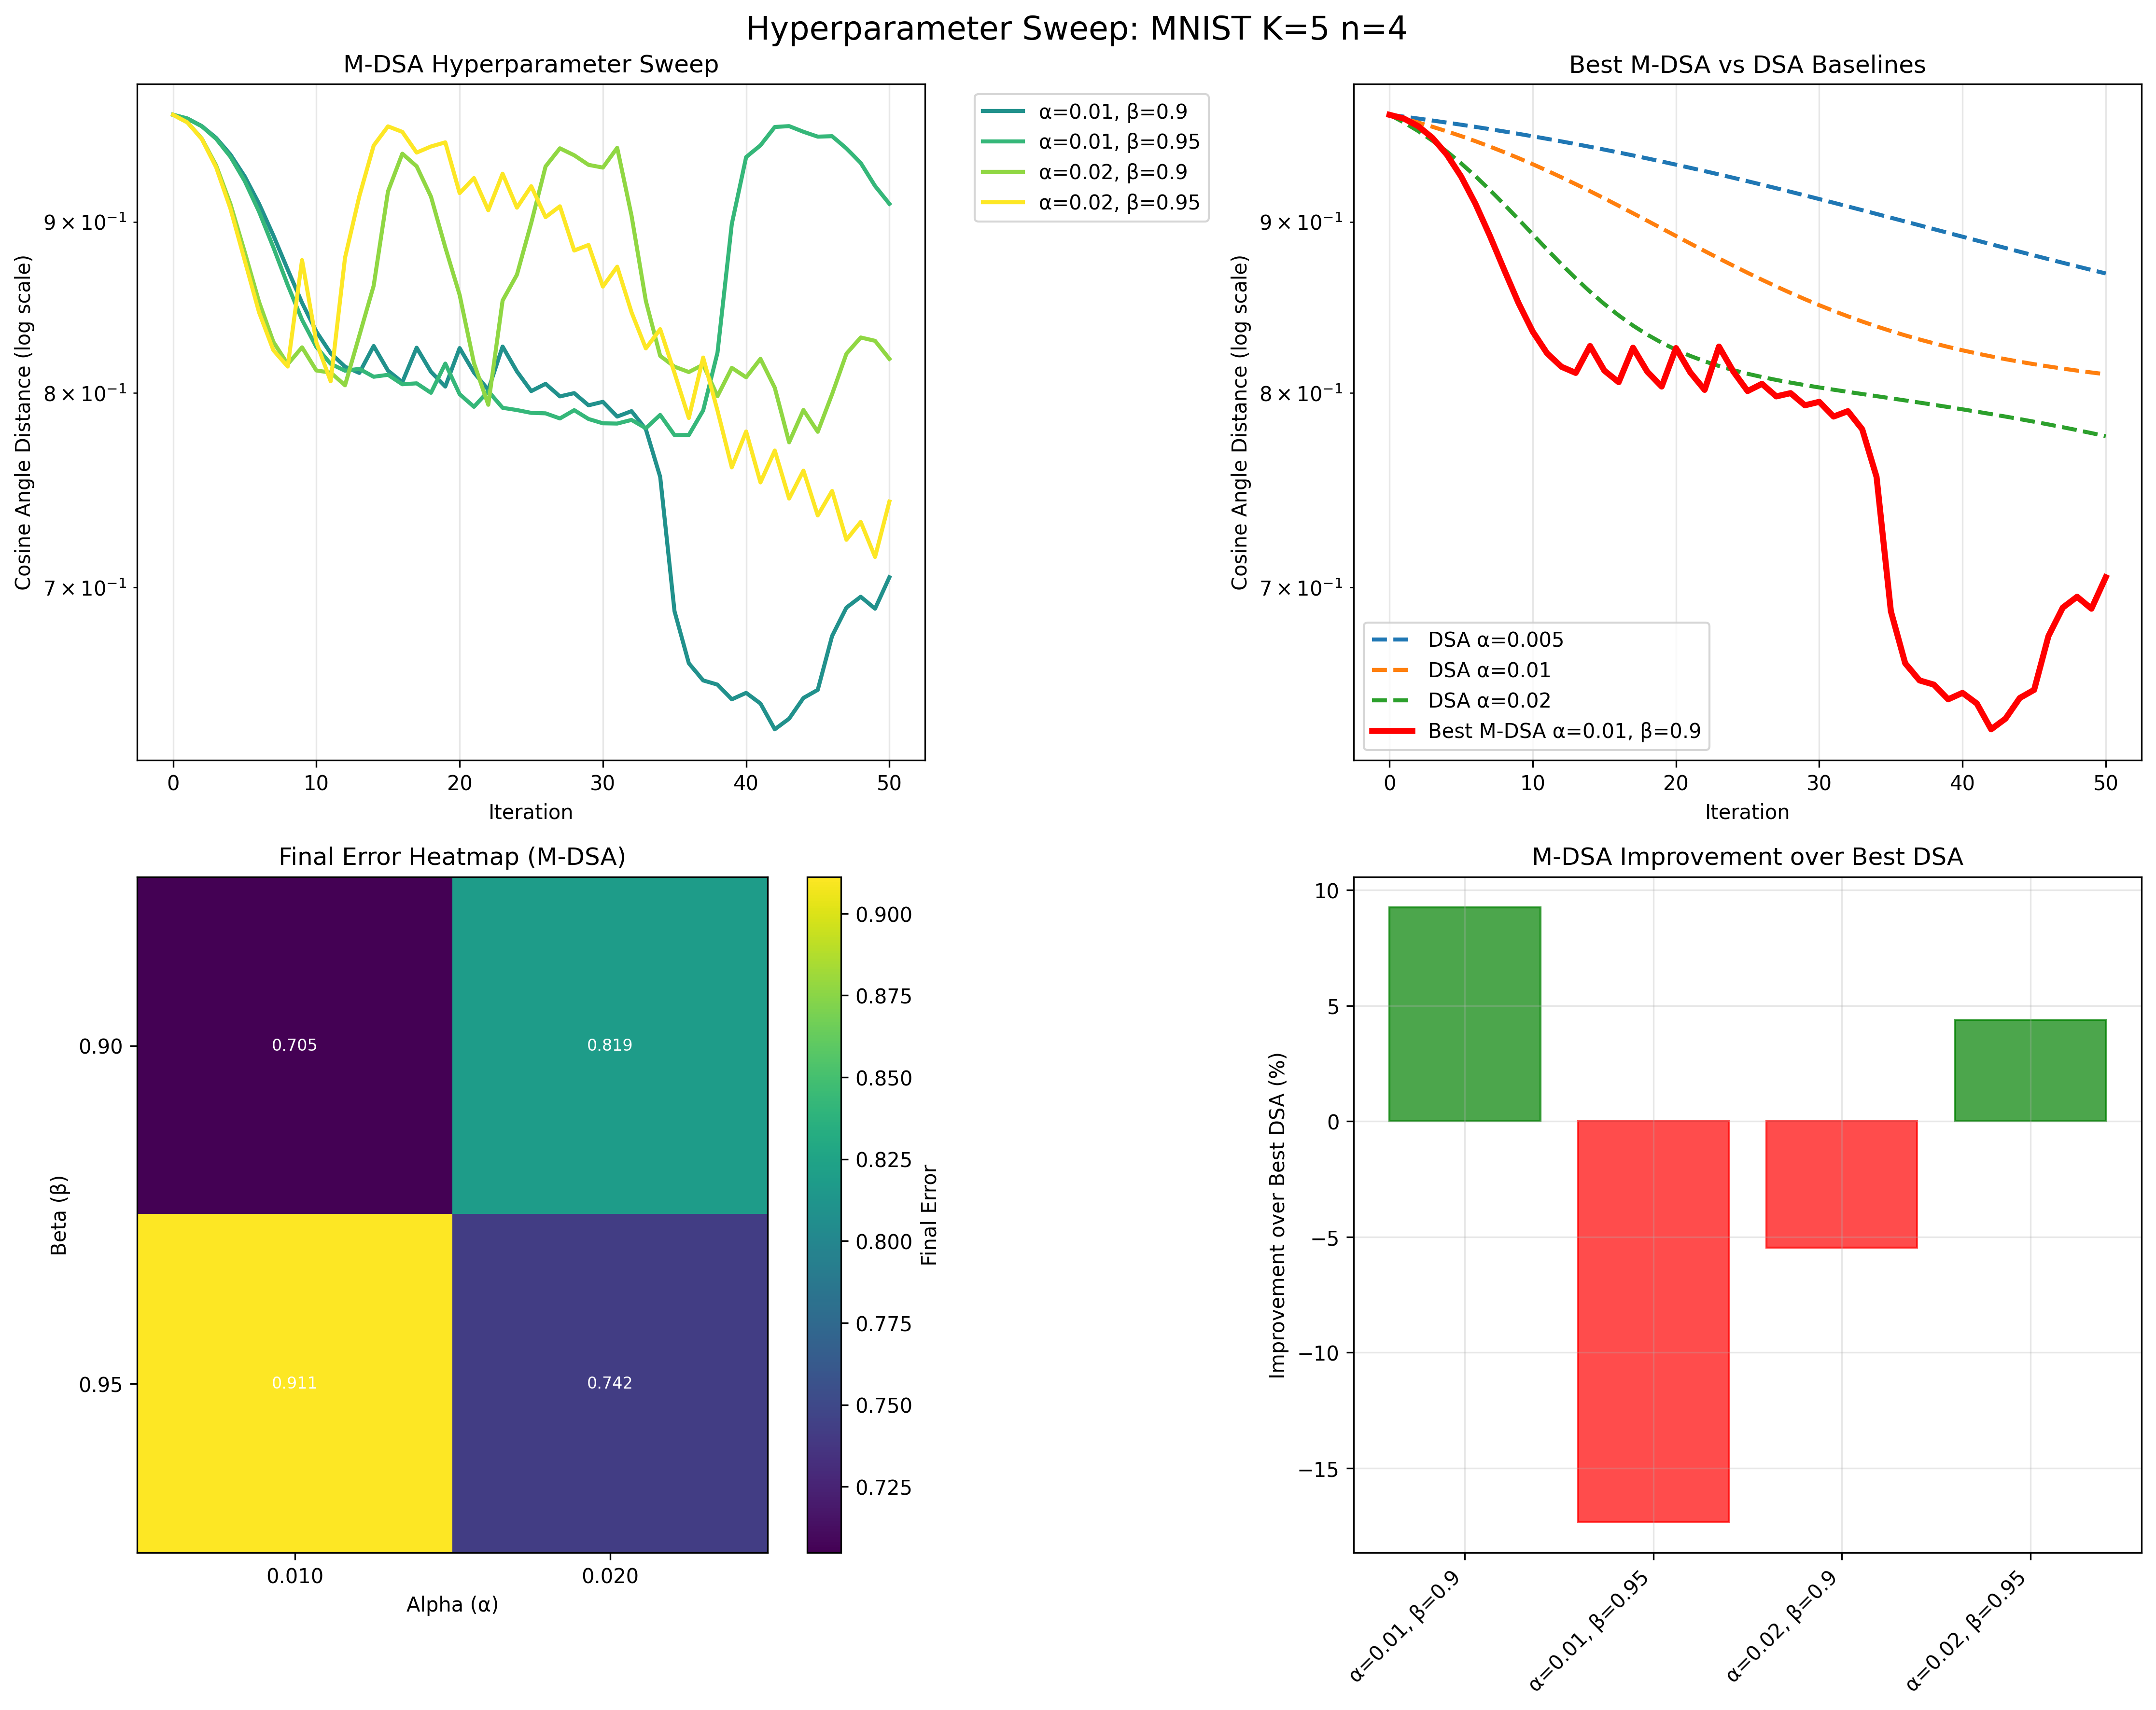 Hyperparameter Sweep: MNIST K=5 n=4
M-DSA Hyperparameter Sweep
Cosine Angle Distance (log scale)
9 × 10⁻¹
8 × 10⁻¹
7 × 10⁻¹
0 10 20 30 40 50
Iteration
α=0.01, β=0.9
α=0.01, β=0.95
α=0.02, β=0.9
α=0.02, β=0.95
Best M-DSA vs DSA Baselines
Cosine Angle Distance (log scale)
9 × 10⁻¹
8 × 10⁻¹
7 × 10⁻¹
DSA α=0.005
DSA α=0.01
DSA α=0.02
Best M-DSA α=0.01, β=0.9
0 10 20 30 40 50
Iteration
Final Error Heatmap (M-DSA)
Beta (β)
0.90
0.95
0.705 0.819
0.911 0.742
0.010 0.020
Alpha (α)
0.900
0.875
0.850
0.825
0.800
0.775
0.750
0.725
Final Error
M-DSA Improvement over Best DSA
Improvement over Best DSA (%)
10
5
0
−5
−10
−15
α=0.01, β=0.9
α=0.01, β=0.95
α=0.02, β=0.9
α=0.02, β=0.95